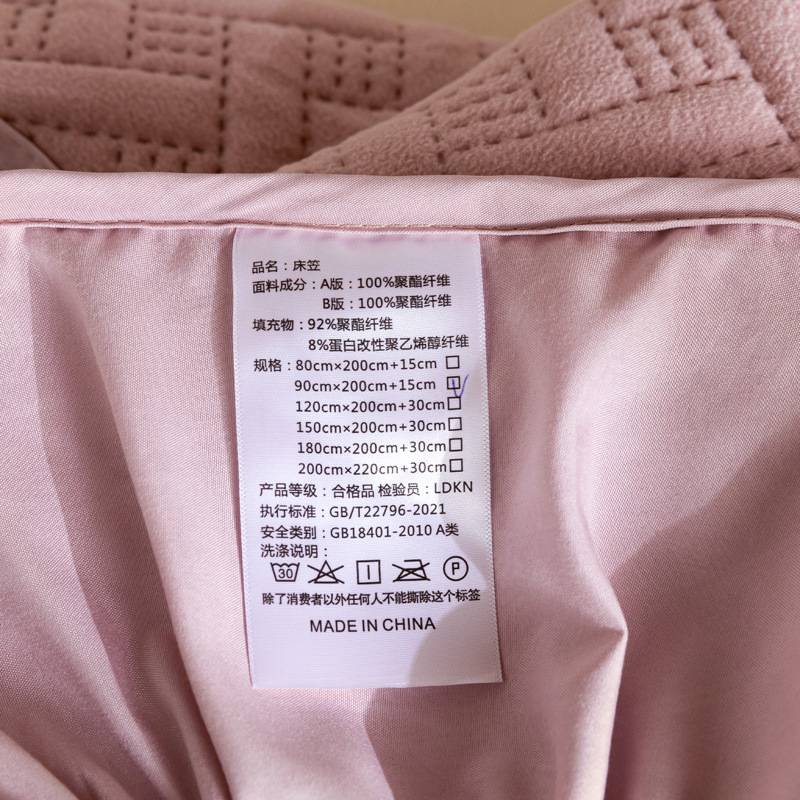 品名：床笠
面料成分：A版：100%聚酯纤维
B版：100%聚酯纤维
填充物：92%聚酯纤维
8%蛋白改性聚乙烯醇纤维
规格：80cm×200cm+15cm
90cm×200cm+15cm
120cm×200cm+30cm
150cm×200cm+30cm
180cm×200cm+30cm
200cm×220cm+30cm
产品等级：合格品 检验员：LDKN
执行标准：GB/T22796-2021
安全类别：GB18401-2010 A类
洗涤说明：
30 P
除了消费者以外任何人不能撕除这个标签
MADE IN CHINA